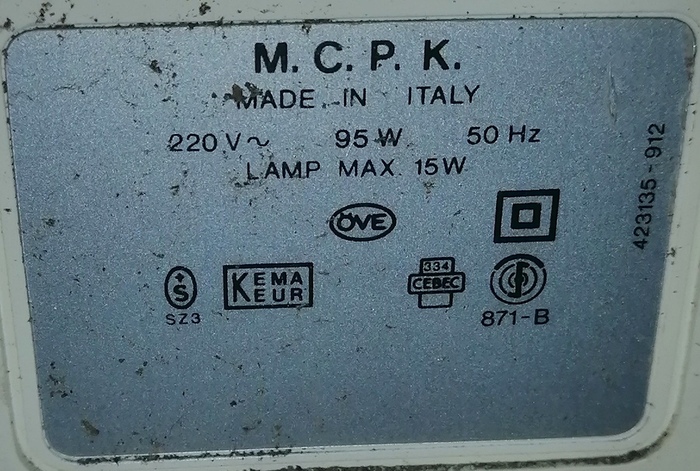 M. C. P. K.
MADE IN ITALY
220 V~ 95 W 50 Hz
LAMP MAX. 15W
ÖVE
S
SZ3
KEMA
KEUR
334
CEBEC
871-B
423135-912